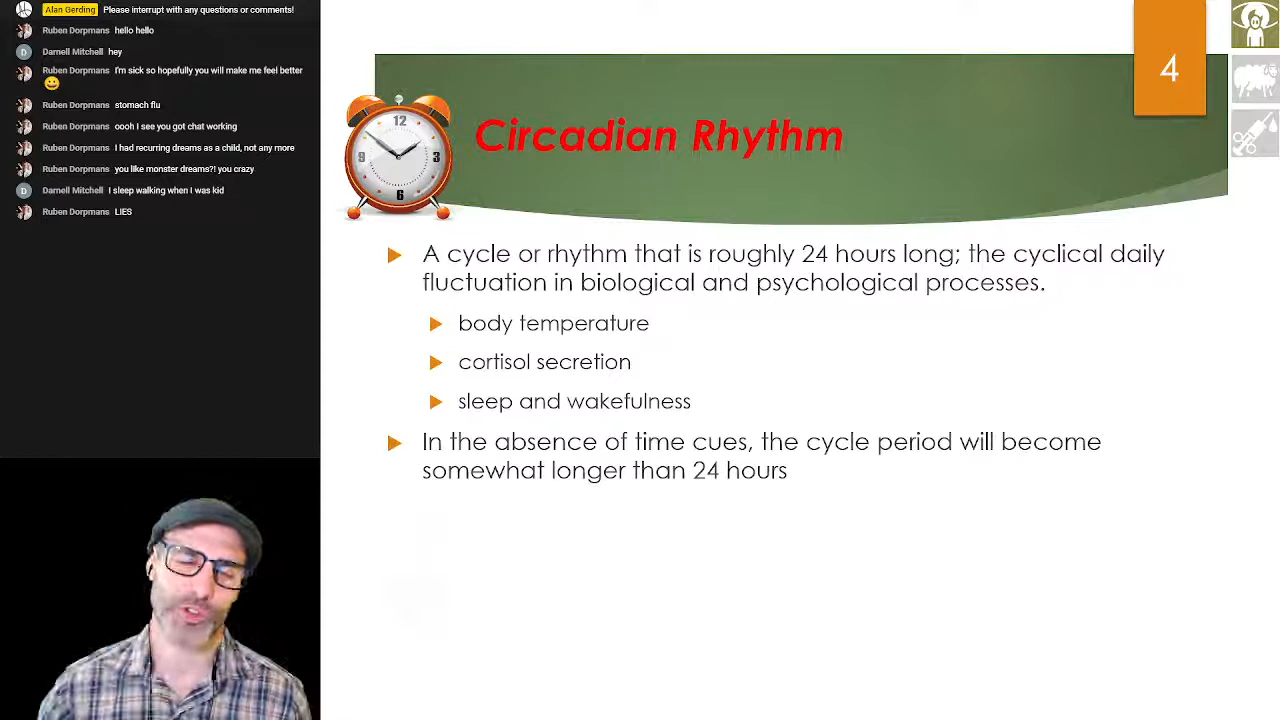 Alan Gerding Please interrupt with any questions or comments!
Ruben Dorpmans hello hello
D Darnell Mitchell hey
Ruben Dorpmans I'm sick so hopefully you will make me feel better
Ruben Dorpmans stomach flu
Ruben Dorpmans oooh I see you got chat working
Ruben Dorpmans I had recurring dreams as a child, not any more
Ruben Dorpmans you like monster dreams?! you crazy
D Darnell Mitchell I sleep walking when I was kid
Ruben Dorpmans LIES
4
12
9 3
6
Circadian Rhythm
A cycle or rhythm that is roughly 24 hours long; the cyclical daily
fluctuation in biological and psychological processes.
body temperature
cortisol secretion
sleep and wakefulness
In the absence of time cues, the cycle period will become
somewhat longer than 24 hours